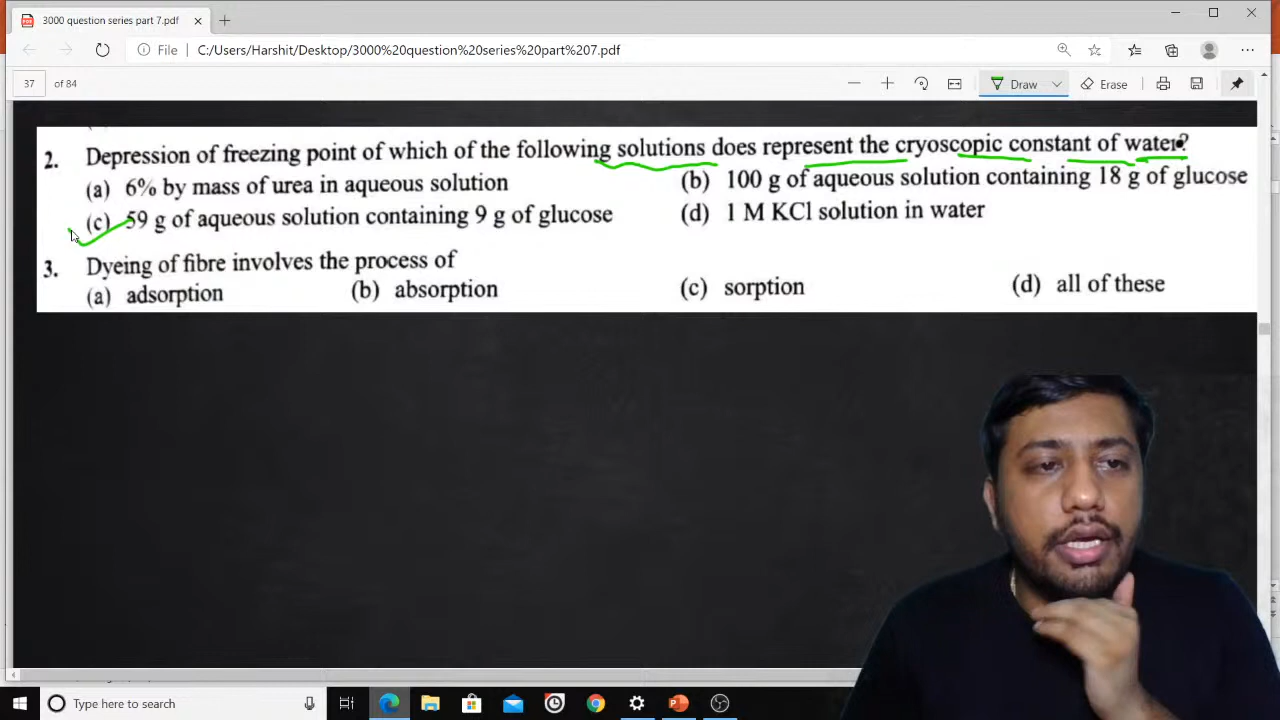 3000 question series part 7.pdf
File C:/Users/Harshit/Desktop/3000%20question%20series%20part%207.pdf
37 of 84 Draw Erase
2. Depression of freezing point of which of the following solutions does represent the cryoscopic constant of water?
(a) 6% by mass of urea in aqueous solution (b) 100 g of aqueous solution containing 18 g of glucose
(c) 59 g of aqueous solution containing 9 g of glucose (d) 1 M KCl solution in water
3. Dyeing of fibre involves the process of
(a) adsorption (b) absorption (c) sorption (d) all of these
Type here to search